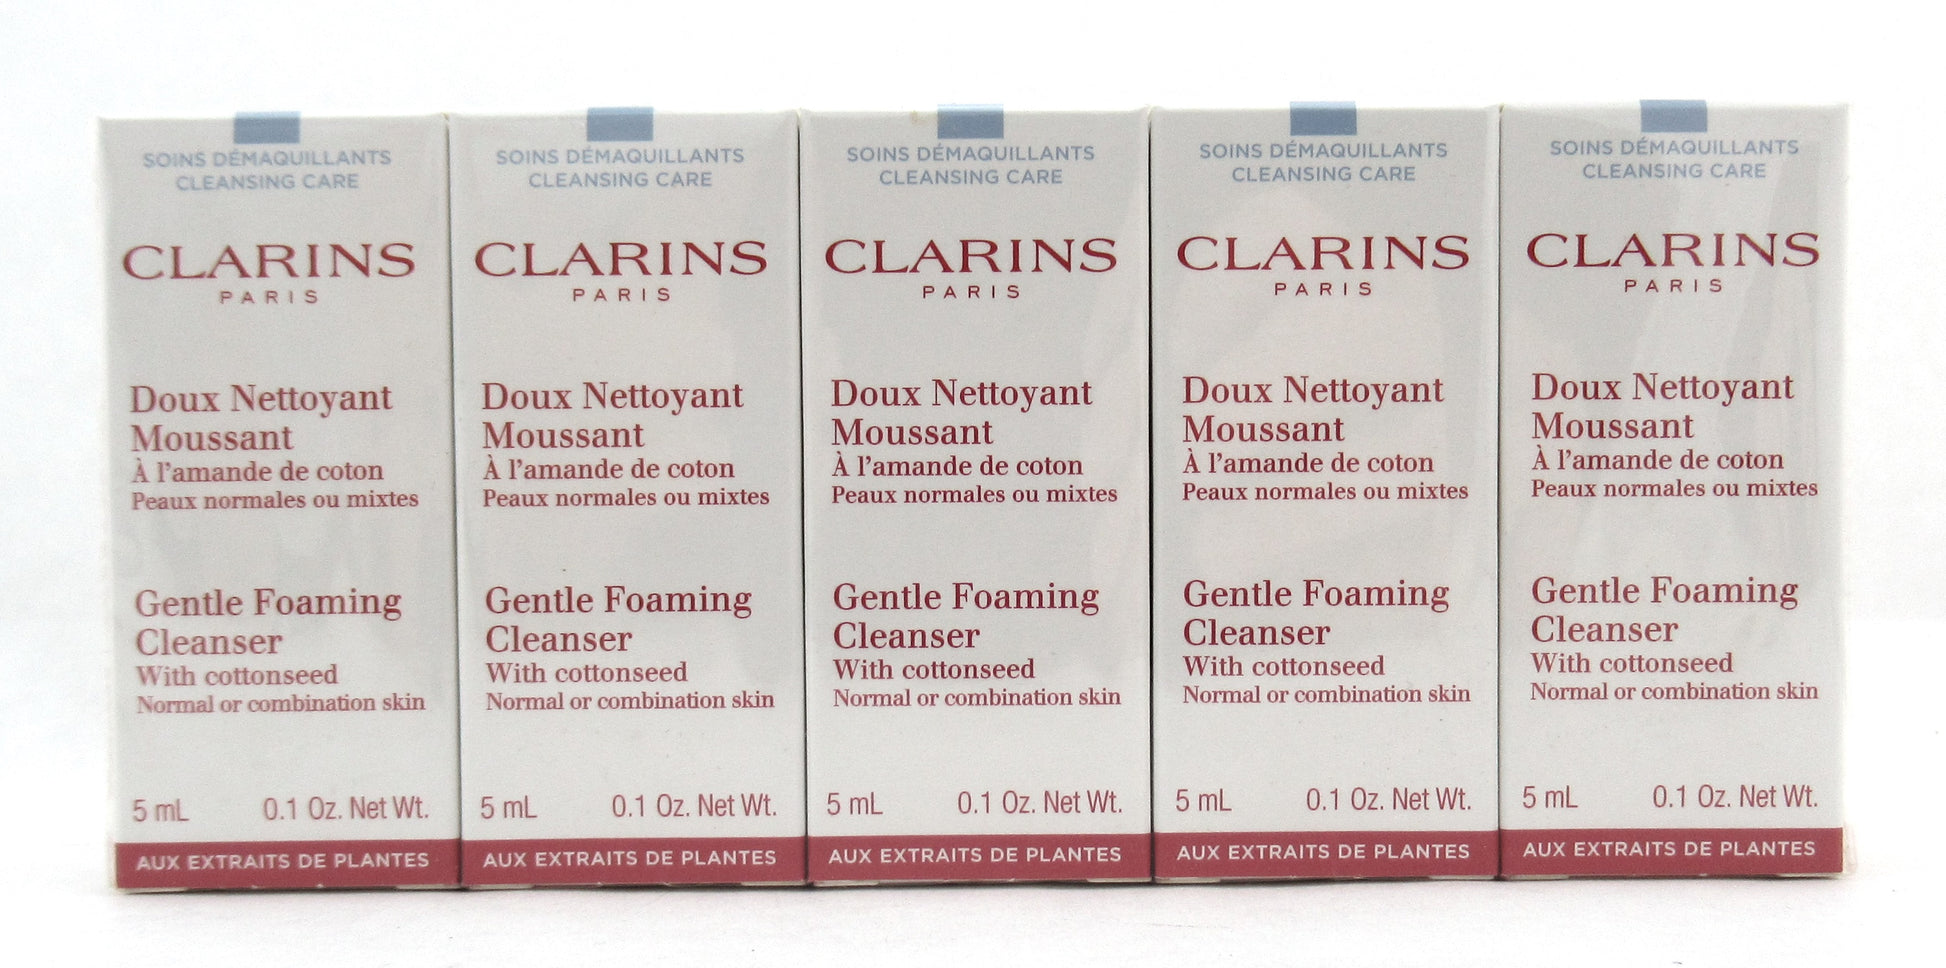 SOINS DÉMAQUILLANTS
CLEANSING CARE
CLARINS
PARIS
Doux Nettoyant
Moussant
À l'amande de coton
Peaux normales ou mixtes
Gentle Foaming
Cleanser
With cottonseed
Normal or combination skin
5 mL 0.1 Oz. Net Wt.
AUX EXTRAITS DE PLANTES
SOINS DÉMAQUILLANTS
CLEANSING CARE
CLARINS
PARIS
Doux Nettoyant
Moussant
À l'amande de coton
Peaux normales ou mixtes
Gentle Foaming
Cleanser
With cottonseed
Normal or combination skin
5 mL 0.1 Oz. Net Wt.
AUX EXTRAITS DE PLANTES
SOINS DÉMAQUILLANTS
CLEANSING CARE
CLARINS
PARIS
Doux Nettoyant
Moussant
À l'amande de coton
Peaux normales ou mixtes
Gentle Foaming
Cleanser
With cottonseed
Normal or combination skin
5 mL 0.1 Oz. Net Wt.
AUX EXTRAITS DE PLANTES
SOINS DÉMAQUILLANTS
CLEANSING CARE
CLARINS
PARIS
Doux Nettoyant
Moussant
À l'amande de coton
Peaux normales ou mixtes
Gentle Foaming
Cleanser
With cottonseed
Normal or combination skin
5 mL 0.1 Oz. Net Wt.
AUX EXTRAITS DE PLANTES
SOINS DÉMAQUILLANTS
CLEANSING CARE
CLARINS
PARIS
Doux Nettoyant
Moussant
À l'amande de coton
Peaux normales ou mixtes
Gentle Foaming
Cleanser
With cottonseed
Normal or combination skin
5 mL 0.1 Oz. Net Wt.
AUX EXTRAITS DE PLANTES